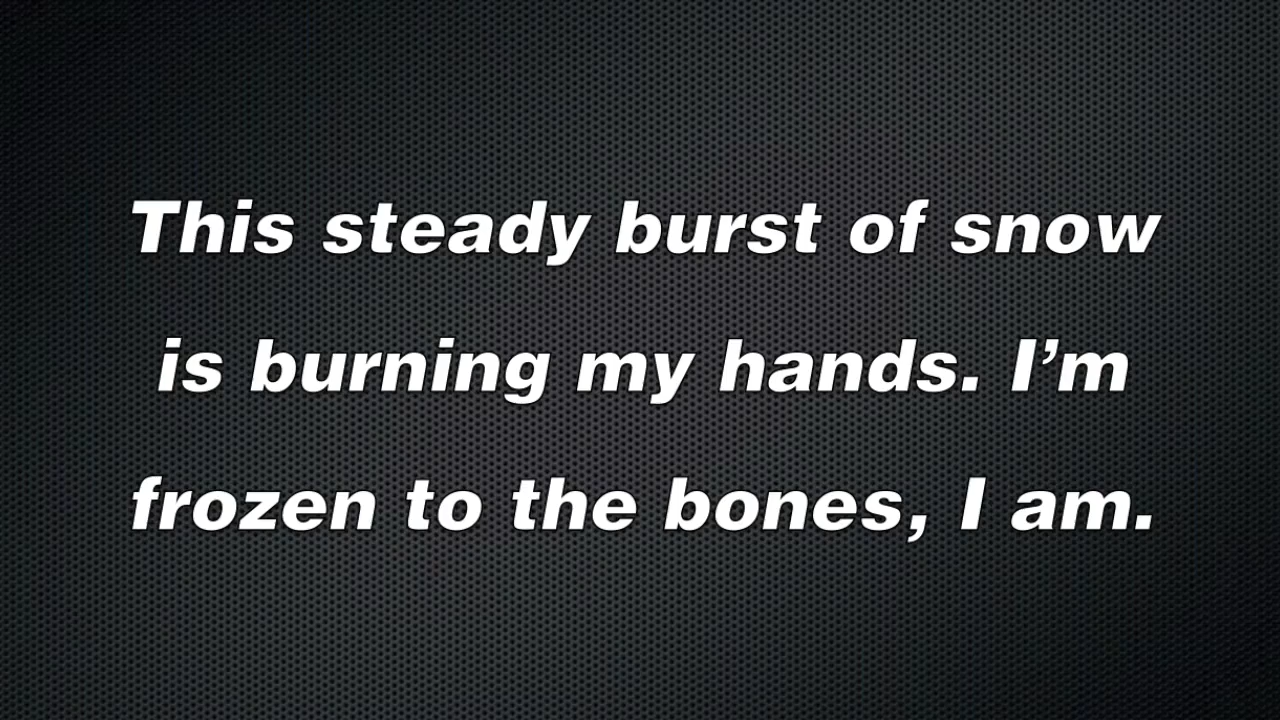 This steady burst of snow
is burning my hands. I’m
frozen to the bones, I am.